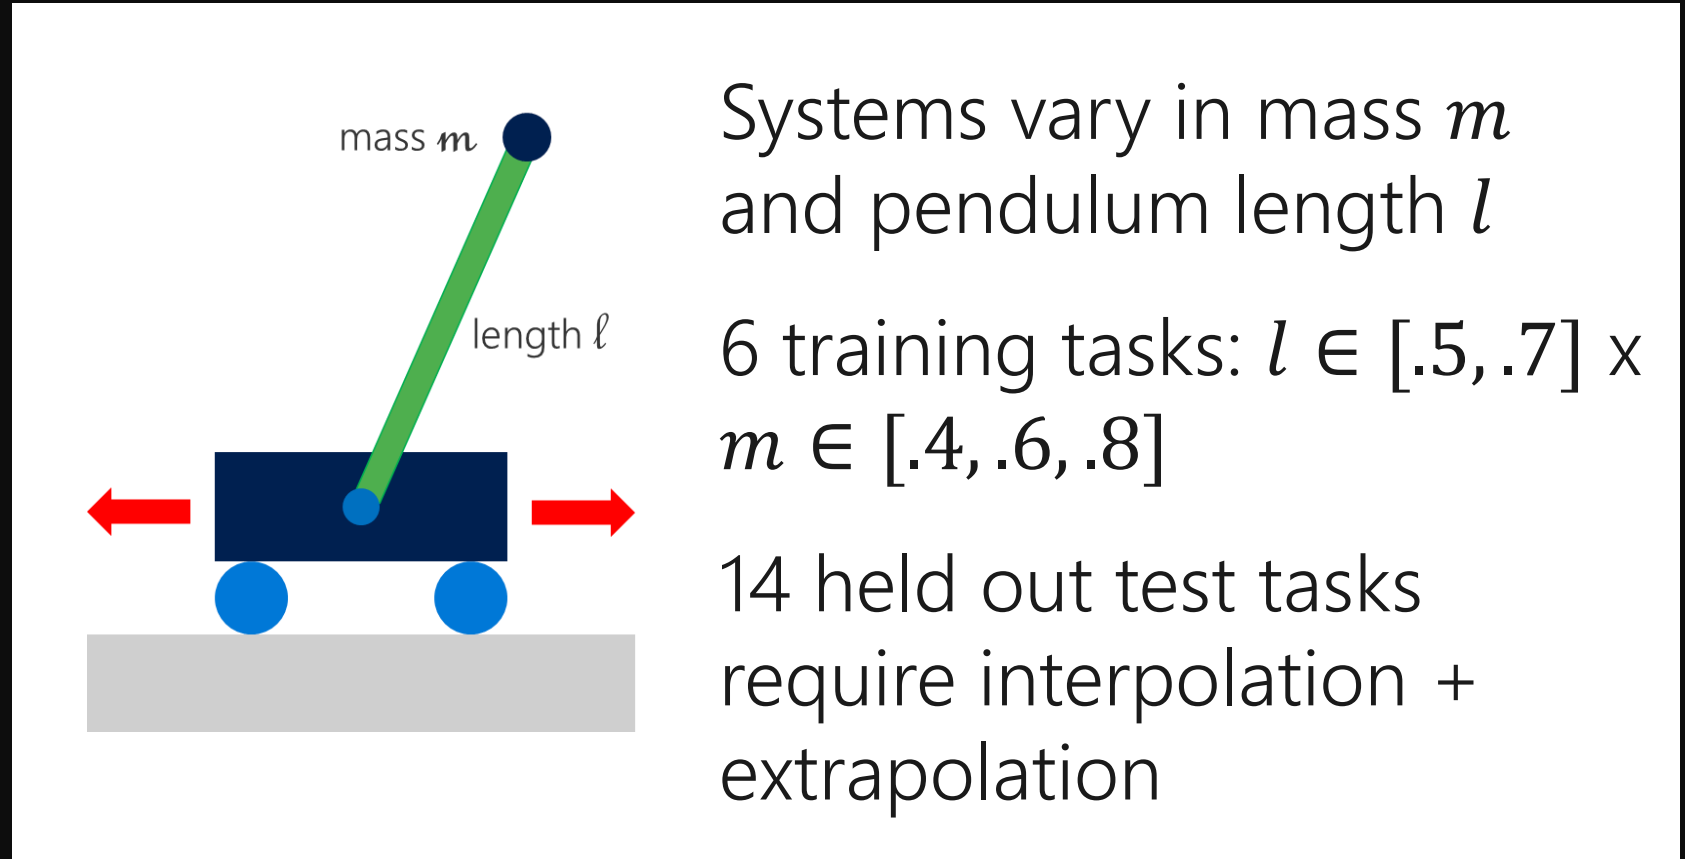 mass m
length ℓ
Systems vary in mass m
and pendulum length l
6 training tasks: l ∈ [.5, .7] x
m ∈ [.4, .6, .8]
14 held out test tasks
require interpolation +
extrapolation